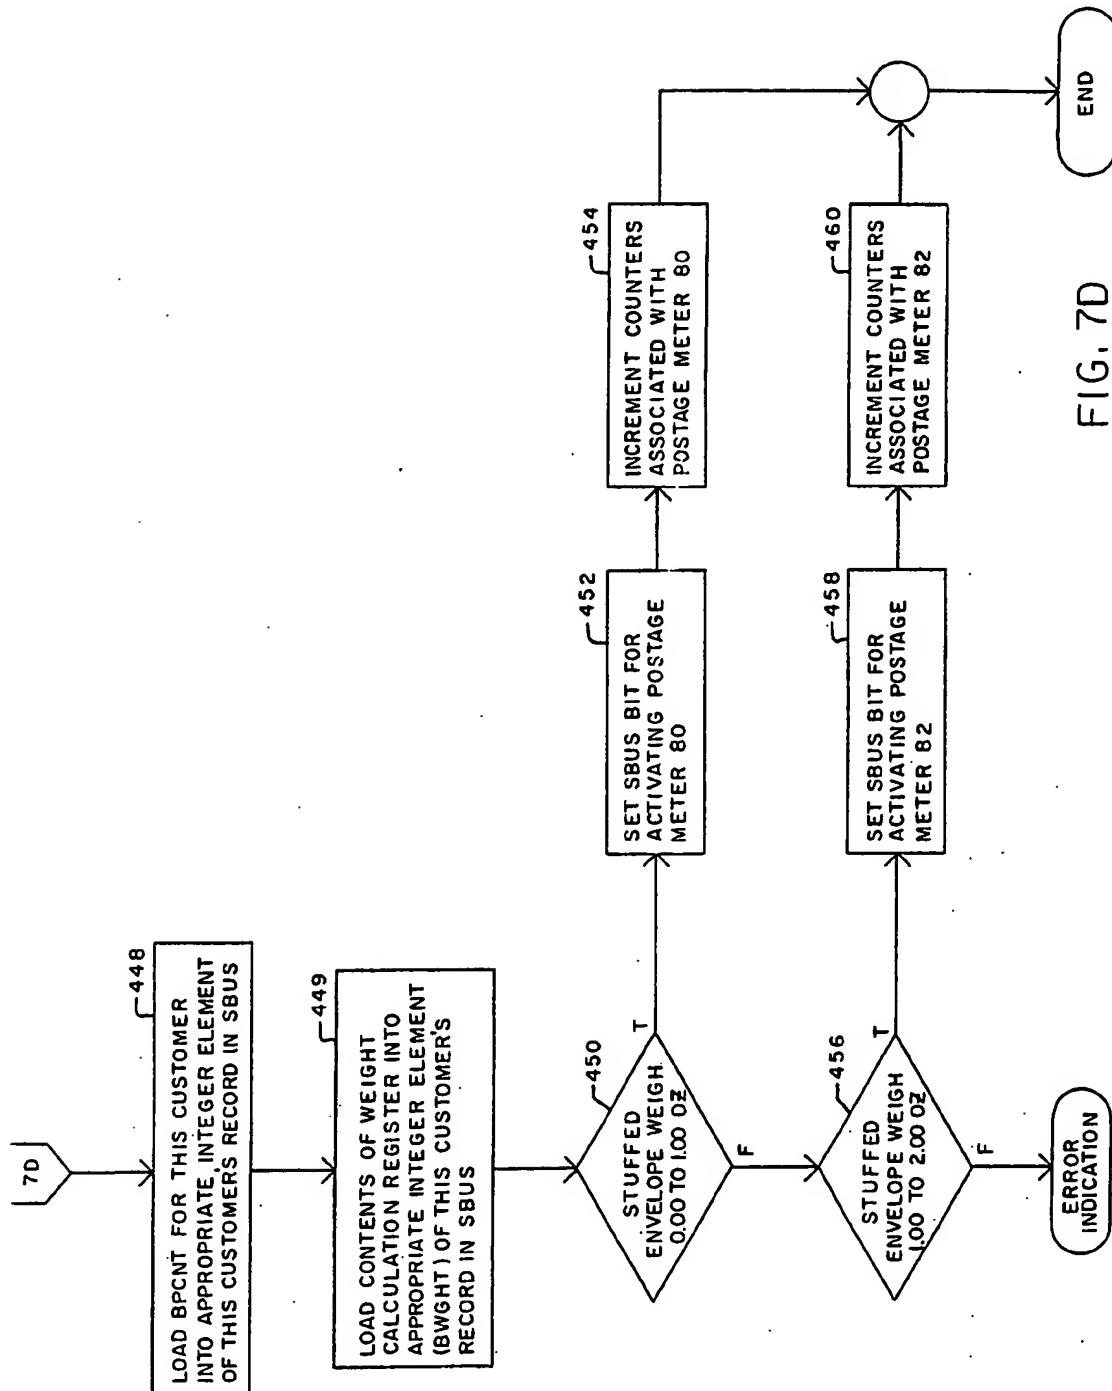 7D
448
LOAD BPCNT FOR THIS CUSTOMER
INTO APPROPRIATE INTEGER ELEMENT
OF THIS CUSTOMER'S RECORD IN SBUS
449
LOAD CONTENTS OF WEIGHT
CALCULATION REGISTER INTO
APPROPRIATE INTEGER ELEMENT
(BWGHT) OF THIS CUSTOMER'S
RECORD IN SBUS
450
STUFFED
ENVELOPE WEIGH
0.00 TO 1.00 OZ
T
F
452
SET SBUS BIT FOR
ACTIVATING POSTAGE
METER 80
454
INCREMENT COUNTERS
ASSOCIATED WITH
POSTAGE METER 80
456
STUFFED
ENVELOPE WEIGH
1.00 TO 2.00 OZ
T
F
458
SET SBUS BIT FOR
ACTIVATING POSTAGE
METER 82
460
INCREMENT COUNTERS
ASSOCIATED WITH
POSTAGE METER 82
ERROR
INDICATION
END
FIG. 7D